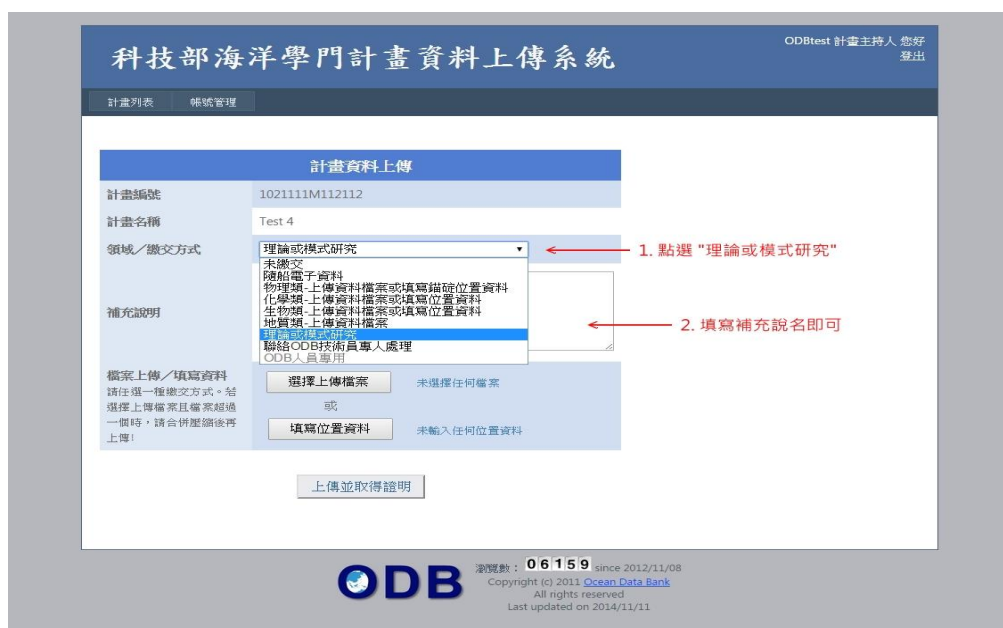 科技部海洋學門計畫資料上傳系統
ODBtest 計畫主持人 您好
登出
計畫列表 帳號管理
計畫資料上傳
計畫編號 1021111M112112
計畫名稱 Test 4
領域／繳交方式 理論或模式研究
1. 點選 "理論或模式研究"
未繳交
隨船電子資料
物理類-上傳資料檔案或填寫錨碇位置資料
化學類-上傳資料檔案或填寫位置資料
生物類-上傳資料檔案或填寫位置資料
地質類-上傳資料檔案
理論或模式研究
聯絡ODB技術員專人處理
ODB人員專用
補充說明
2. 填寫補充說名即可
檔案上傳／填寫資料
請任選一種繳交方式。若
選擇上傳檔案且檔案超過
一個時，請合併壓縮後再
上傳!
選擇上傳檔案 未選擇任何檔案
或
填寫位置資料 未輸入任何位置資料
上傳並取得證明
ODB
瀏覽數： 06159 since 2012/11/08
Copyright (c) 2011 Ocean Data Bank
All rights reserved
Last updated on 2014/11/11